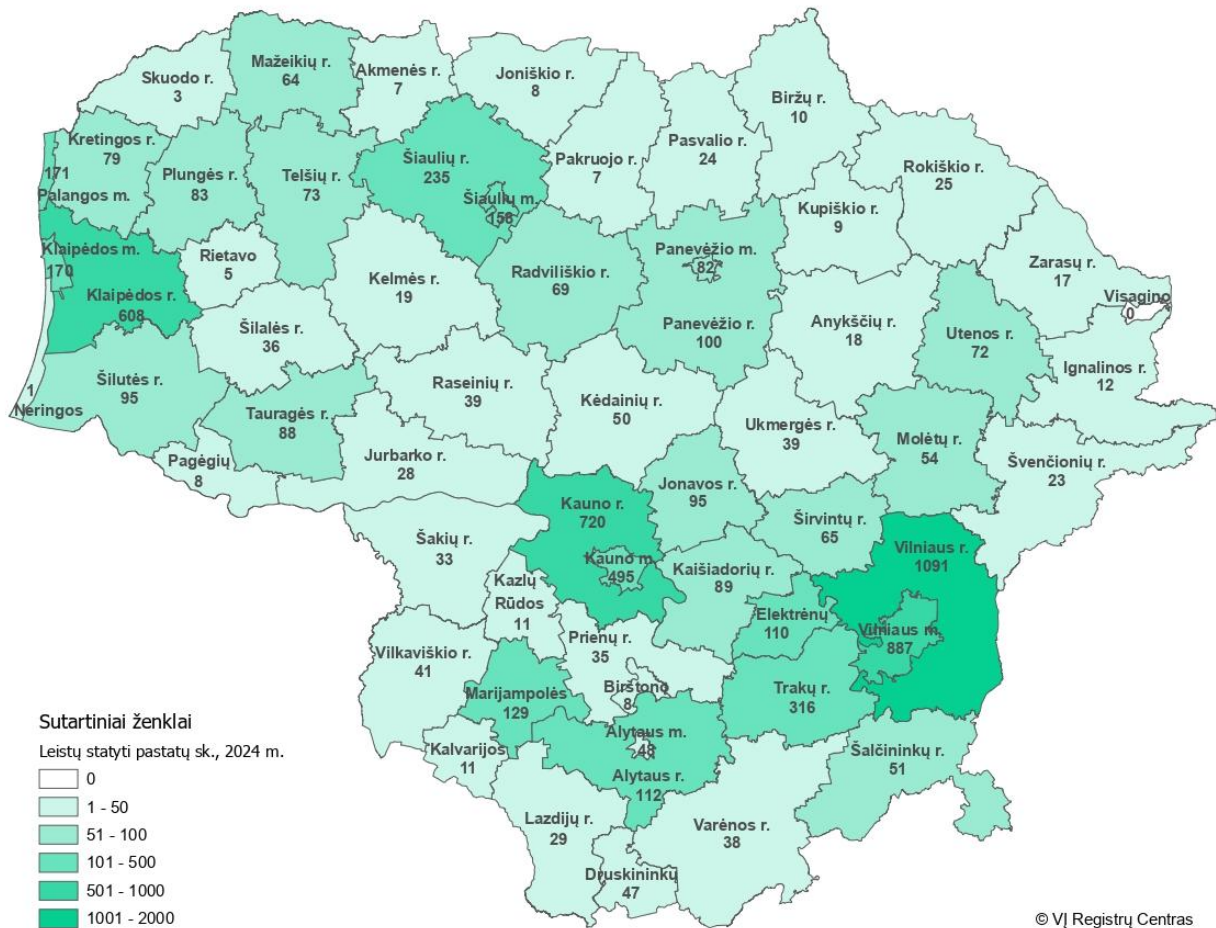 Skuodo r.
3
Mažeikių r.
64
Akmenės r.
7
Joniškio r.
8
Biržų r.
10
Kretingos r.
79
Plungės r.
83
Telšių r.
73
Šiaulių r.
235
Šiaulių m.
158
Pakruojo r.
7
Pasvalio r.
24
Rokiškio r.
25
171
Palangos m.
Kupiškio r.
9
Klaipėdos m.
170
Klaipėdos r.
608
Rietavo
5
Kelmės r.
19
Radviliškio r.
69
Panevėžio m.
82
Panevėžio r.
100
Zarasų r.
17
Visagino
0
Anykščių r.
18
Utenos r.
72
Ignalinos r.
12
Šilalės r.
36
1
Neringos
Šilutės r.
95
Tauragės r.
88
Raseinių r.
39
Kėdainių r.
50
Ukmergės r.
39
Molėtų r.
54
Švenčionių r.
23
Pagėgių
8
Jurbarko r.
28
Jonavos r.
95
Širvintų r.
65
Kauno r.
720
Kauno m.
495
Šakių r.
33
Kazlų
Rūdos
11
Kaišiadorių r.
89
Elektrėnų
110
Vilniaus r.
1091
Vilniaus m.
887
Vilkaviškio r.
41
Prienų r.
35
Birštono
8
Marijampolės
129
Trakų r.
316
Kalvarijos
11
Alytaus m.
48
Alytaus r.
112
Šalčininkų r.
51
Lazdijų r.
29
Varėnos r.
38
Druskininkų
47
Sutartiniai ženklai
Leistų statyti pastatų sk., 2024 m.
0
1 - 50
51 - 100
101 - 500
501 - 1000
1001 - 2000
© VĮ Registrų Centras